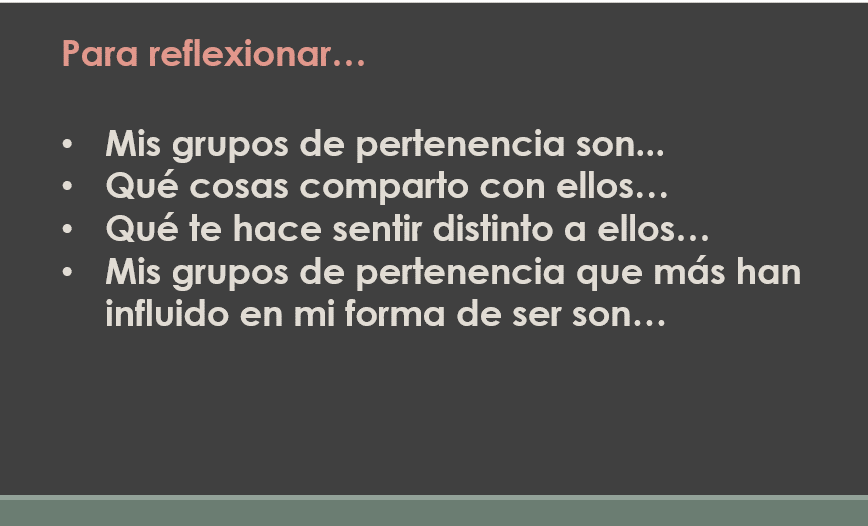 Para reflexionar…
• Mis grupos de pertenencia son...
• Qué cosas comparto con ellos…
• Qué te hace sentir distinto a ellos…
• Mis grupos de pertenencia que más han
influido en mi forma de ser son…